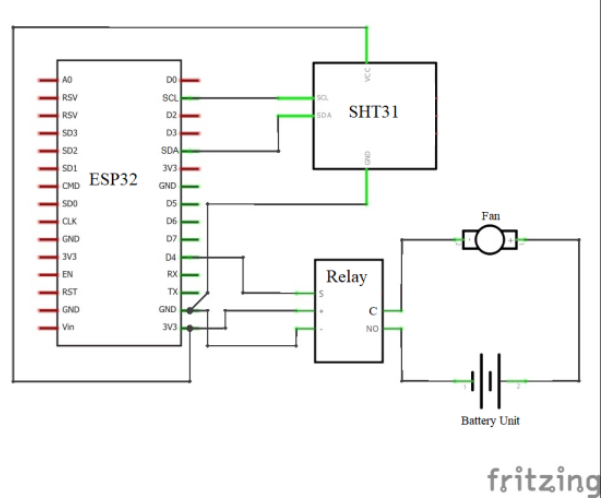 VCC
A0 D0
RSV SCL SCL
RSV D2 SDA SHT31
SD3 D3
SD2 SDA
SD1 3V3 GND
ESP32
CMD GND
SD0 D5
CLK D6
GND D7
3V3 D4
EN RX
RST TX
GND GND
Vin 3V3
Relay
S
+ C
- NO
Fan
- +
1 2
Battery Unit
fritzing